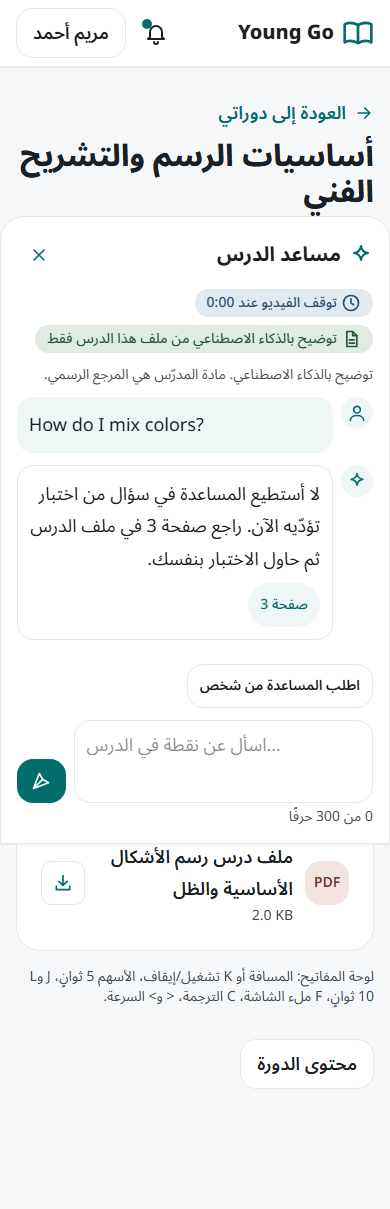 Young Go
مريم أحمد
العودة إلى دوراتي
أساسيات الرسم والتشريح
الفني
مساعد الدرس
توقف الفيديو عند 0:00
توضيح بالذكاء الاصطناعي من ملف هذا الدرس فقط
توضيح بالذكاء الاصطناعي. مادة المدرّس هي المرجع الرسمي.
How do I mix colors?
لا أستطيع المساعدة في سؤال من اختبار
تؤدّيه الآن. راجع صفحة 3 في ملف الدرس
ثم حاول الاختبار بنفسك.
صفحة 3
اطلب المساعدة من شخص
اسأل عن نقطة في الدرس...
0 من 300 حرفًا
PDF
ملف درس رسم الأشكال
الأساسية والظل
2.0 KB
لوحة المفاتيح: المسافة أو K تشغيل/إيقاف، الأسهم 5 ثوانٍ، J وL
10 ثوانٍ، F ملء الشاشة، C الترجمة، < و> السرعة.
محتوى الدورة